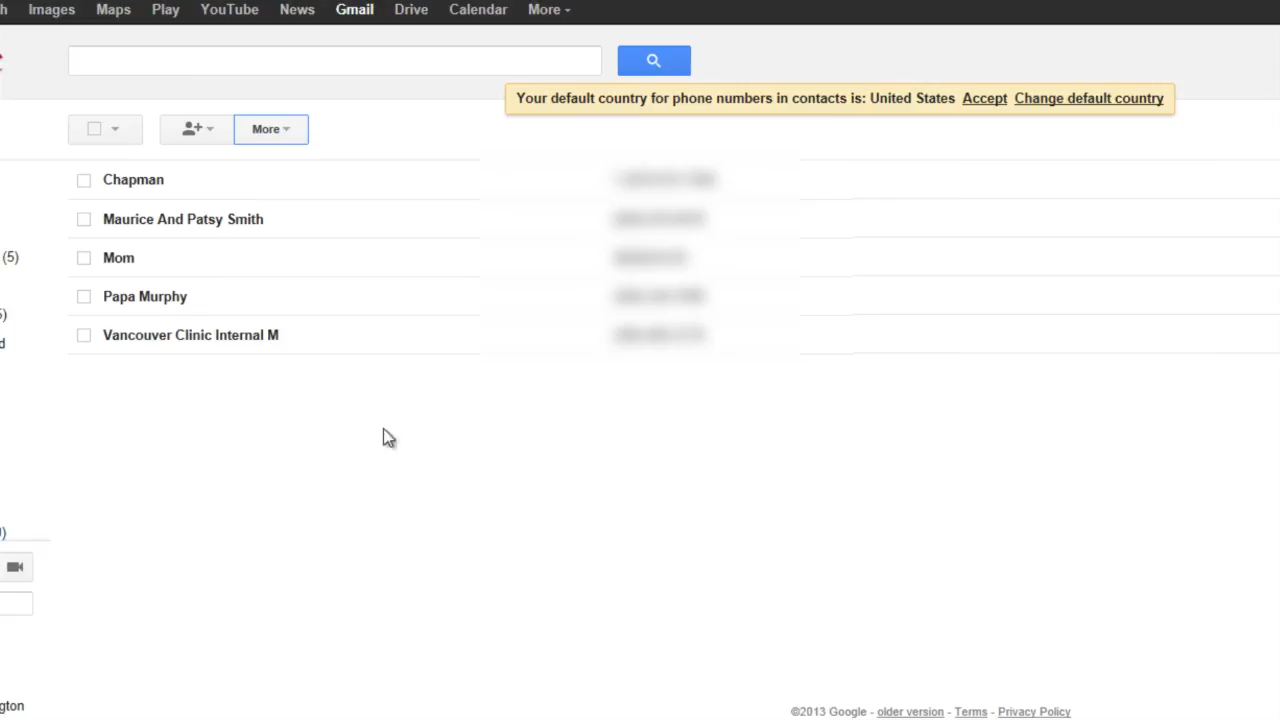 h Images Maps Play YouTube News Gmail Drive Calendar More
Your default country for phone numbers in contacts is: United States Accept Change default country
More
Chapman
Maurice And Patsy Smith
(5)
Mom
Papa Murphy
5)
Vancouver Clinic Internal M
d
)
gton
©2013 Google - older version - Terms - Privacy Policy